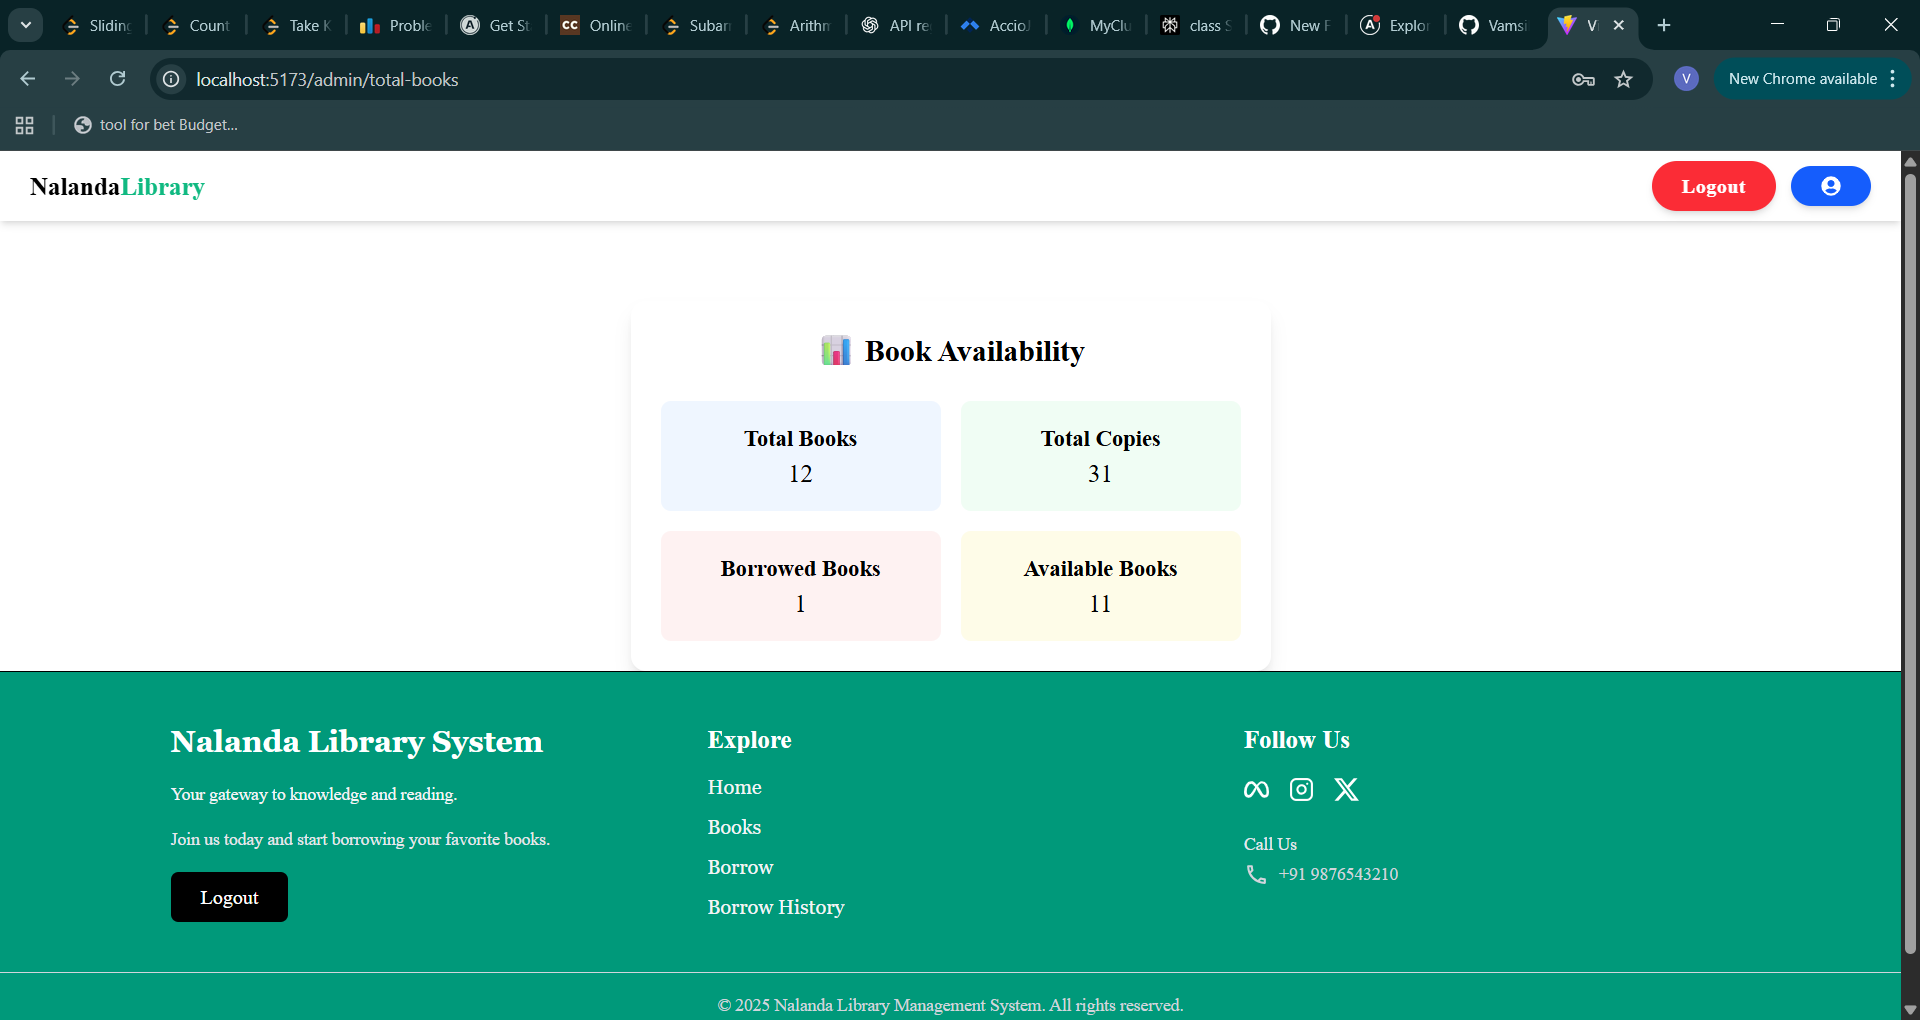 Sliding
Count
Take K
Proble
Get St
CC Online
Subarr
Arithm
API re
AccioJ
MyClu
class S
New F
Explor
Vamsi
localhost:5173/admin/total-books
V
New Chrome available
tool for bet Budget...
NalandaLibrary
Logout
Book Availability
Total Books
12
Total Copies
31
Borrowed Books
1
Available Books
11
Nalanda Library System
Your gateway to knowledge and reading.
Join us today and start borrowing your favorite books.
Logout
Explore
Home
Books
Borrow
Borrow History
Follow Us
Call Us
+91 9876543210
© 2025 Nalanda Library Management System. All rights reserved.